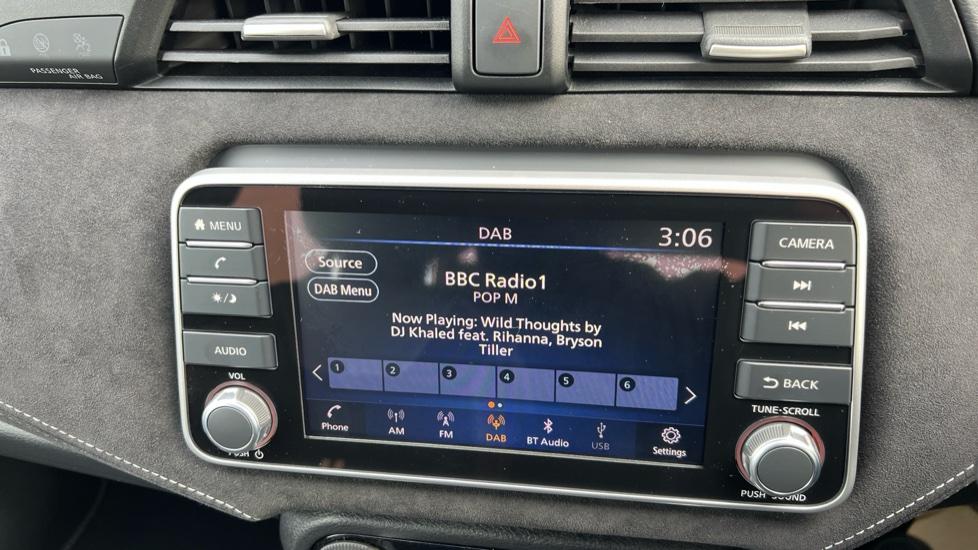 PASSENGER
AIR BAG
MENU
AUDIO
VOL
PUSH
DAB
3:06
Source
DAB Menu
BBC Radio1
POP M
Now Playing: Wild Thoughts by
DJ Khaled feat. Rihanna, Bryson
Tiller
1 2 3 4 5 6
Phone AM FM DAB BT Audio USB Settings
CAMERA
BACK
TUNE·SCROLL
PUSH SOUND